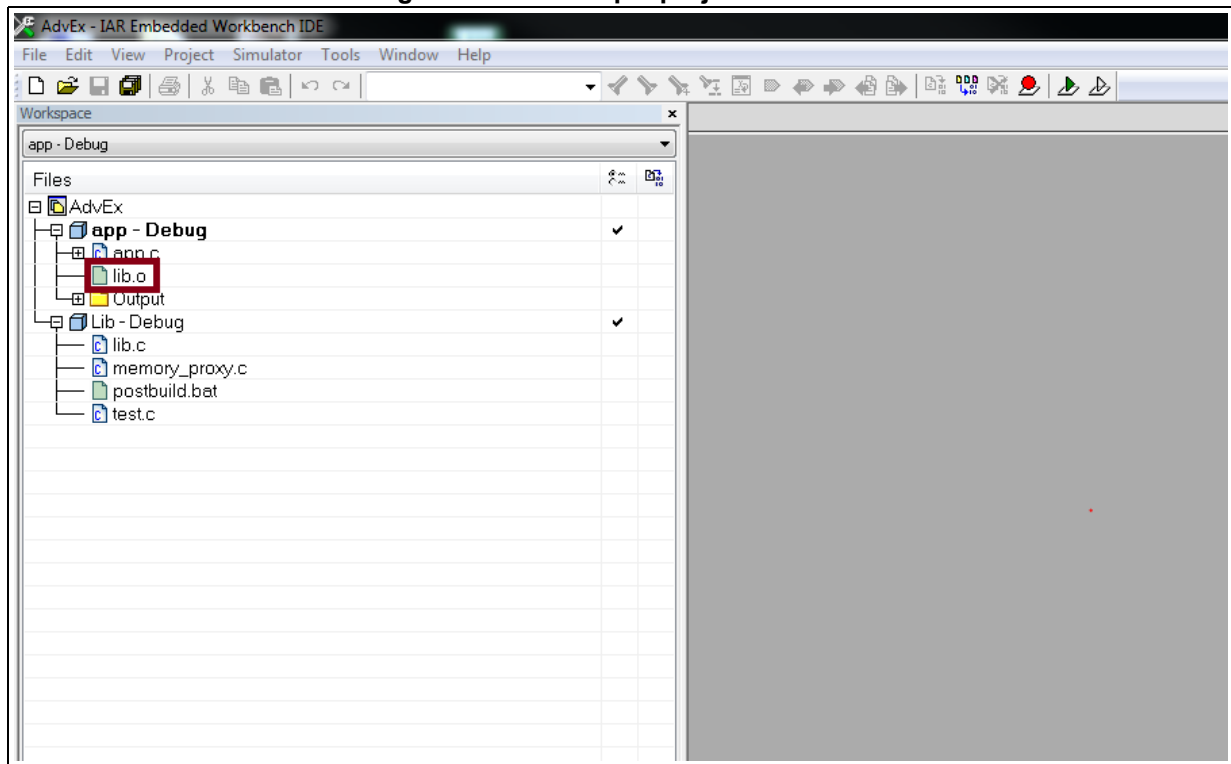 AdvEx - IAR Embedded Workbench IDE
File Edit View Project Simulator Tools Window Help
Workspace
app - Debug
Files
AdvEx
app - Debug
app.c
lib.o
Output
Lib - Debug
lib.c
memory_proxy.c
postbuild.bat
test.c